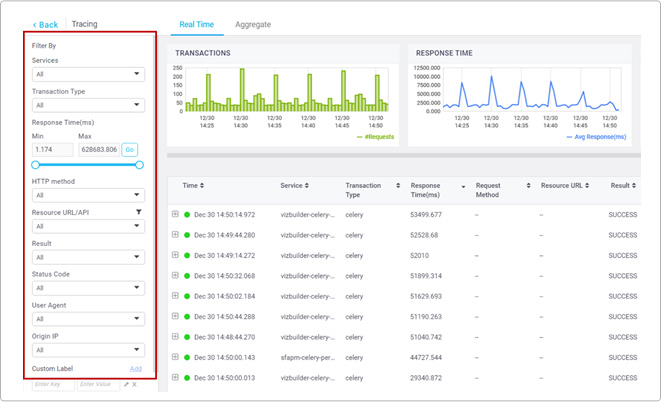 < Back
Tracing
Real Time
Aggregate
Filter By
Services
All
Transaction Type
All
Response Time(ms)
Min
Max
1.174
628683.806
Go
HTTP method
All
Resource URL/API
All
Result
All
Status Code
All
User Agent
All
Origin IP
All
Custom Label
Add
Enter Key
Enter Value
TRANSACTIONS
250
200
150
100
50
0
12/30 12/30 12/30 12/30 12/30 12/30
14:25 14:30 14:35 14:40 14:45 14:50
#Requests
RESPONSE TIME
12500.000
10000.000
7500.000
5000.000
2500.000
0.000
12/30 12/30 12/30 12/30 12/30 12/30
14:25 14:30 14:35 14:40 14:45 14:50
Avg Response(ms)
Time Service Transaction Type Response Time(ms) Request Method Resource URL Result
Dec 30 14:50:14.972 vizbuilder-celery-... celery 53499.677 -- -- SUCCESS
Dec 30 14:49:44.280 vizbuilder-celery-... celery 52528.68 -- -- SUCCESS
Dec 30 14:49:14.272 vizbuilder-celery-... celery 52010 -- -- SUCCESS
Dec 30 14:50:32.068 vizbuilder-celery-... celery 51899.314 -- -- SUCCESS
Dec 30 14:50:02.184 vizbuilder-celery-... celery 51629.693 -- -- SUCCESS
Dec 30 14:50:44.288 vizbuilder-celery-... celery 51190.263 -- -- SUCCESS
Dec 30 14:48:44.270 vizbuilder-celery-... celery 51040.742 -- -- SUCCESS
Dec 30 14:50:00.143 sfapm-celery-per... celery 44727.544 -- -- SUCCESS
Dec 30 14:50:00.013 vizbuilder-celery-... celery 29340.872 -- -- SUCCESS